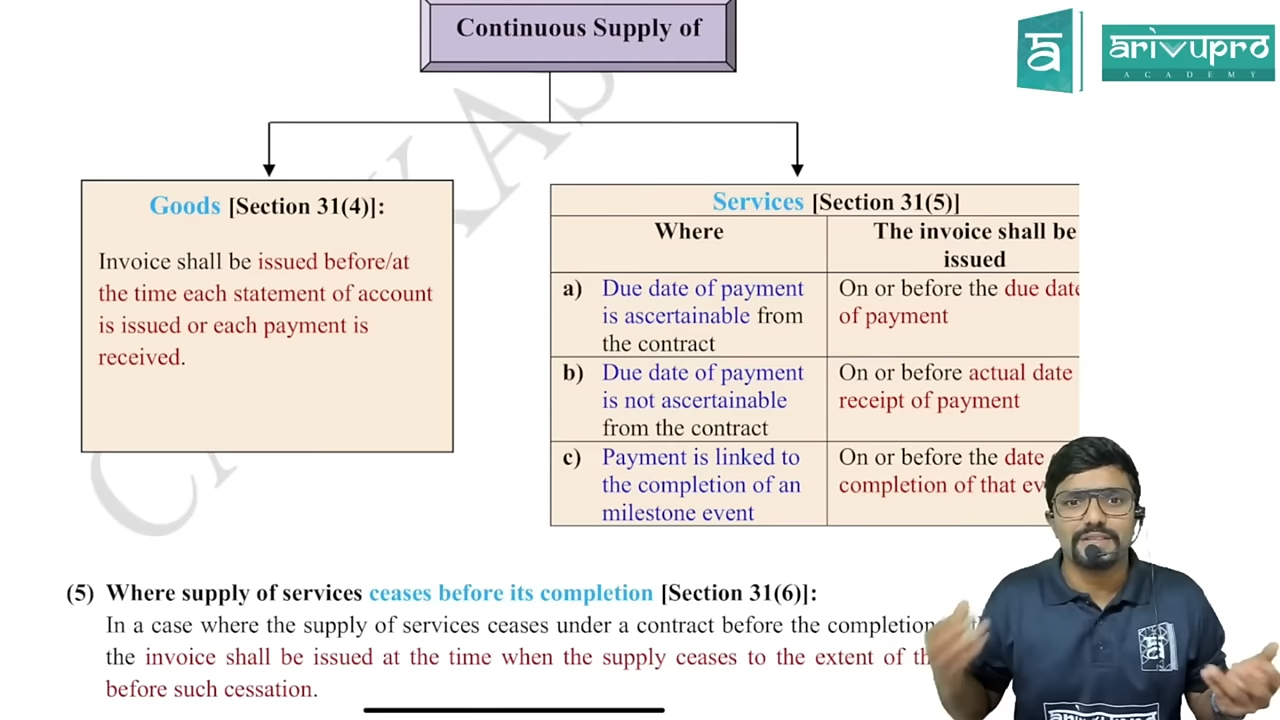 Continuous Supply of
arivupro
ACADEMY
Goods [Section 31(4)]:
Invoice shall be issued before/at
the time each statement of account
is issued or each payment is
received.
Services [Section 31(5)]
Where
The invoice shall be
issued
a) Due date of payment
is ascertainable from
the contract
On or before the due date
of payment
b) Due date of payment
is not ascertainable
from the contract
On or before actual date
receipt of payment
c) Payment is linked to
the completion of an
milestone event
On or before the date
completion of that
(5) Where supply of services ceases before its completion [Section 31(6)]:
In a case where the supply of services ceases under a contract before the completion
the invoice shall be issued at the time when the supply ceases to the extent of
before such cessation.